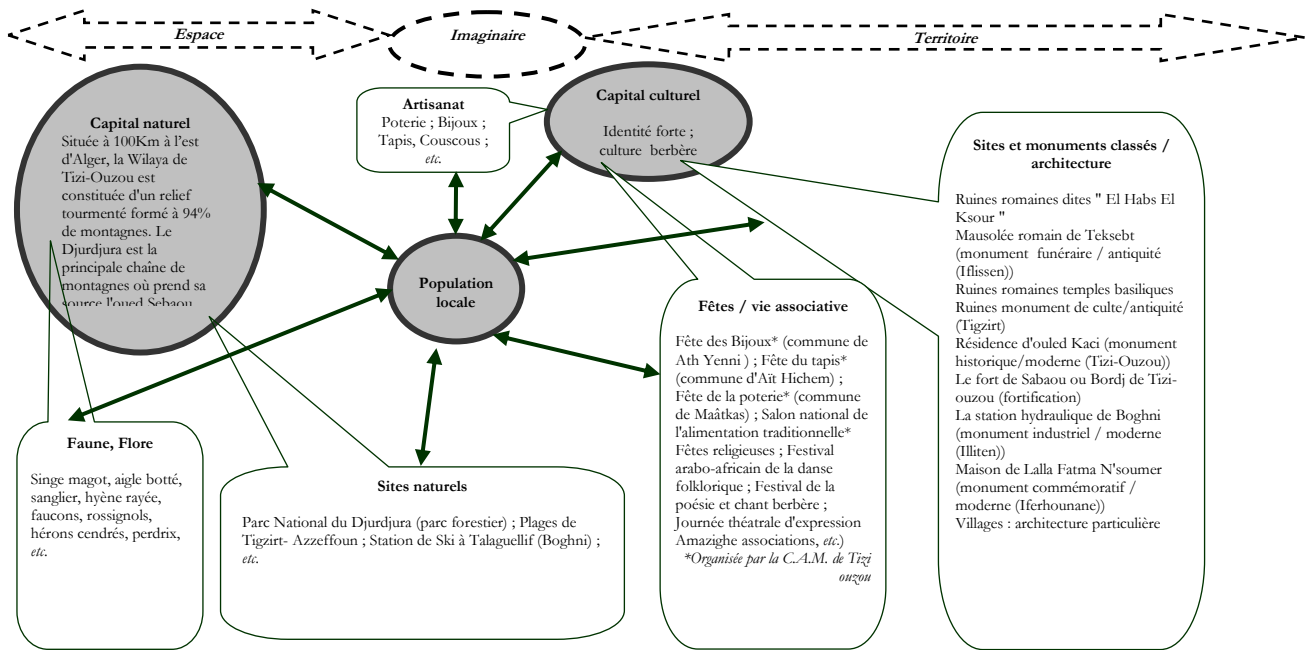 Espace
Imaginaire
Territoire
Capital naturel
Située à 100Km à l'est
d'Alger, la Wilaya de
Tizi-Ouzou est
constituée d'un relief
tourmenté formé à 94%
de montagnes. Le
Djurdjura est la
principale chaîne de
montagnes où prend sa
source l'oued Sebaou
Artisanat
Poterie ; Bijoux ;
Tapis, Couscous ;
etc.
Capital culturel
Identité forte ;
culture berbère
Population
locale
Sites et monuments classés /
architecture
Ruines romaines dites " El Habs El
Ksour "
Mausolée romain de Teksebt
(monument funéraire / antiquité
(Iflissen))
Ruines romaines temples basiliques
Ruines monument de culte/antiquité
(Tigzirt)
Résidence d'ouled Kaci (monument
historique/moderne (Tizi-Ouzou))
Le fort de Sabaou ou Bordj de Tizi-
ouzou (fortification)
La station hydraulique de Boghni
(monument industriel / moderne
(Illiten))
Maison de Lalla Fatma N'soumer
(monument commémoratif /
moderne (Iferhounane))
Villages : architecture particulière
Fêtes / vie associative
Fête des Bijoux* (commune de
Ath Yenni ) ; Fête du tapis*
(commune d'Aït Hichem) ;
Fête de la poterie* (commune
de Maâtkas) ; Salon national de
l'alimentation traditionnelle*
Fêtes religieuses ; Festival
arabo-africain de la danse
folklorique ; Festival de la
poésie et chant berbère ;
Journée théatrale d'expression
Amazighe associations, etc.)
*Organisée par la C.A.M. de Tizi
ouzou
Faune, Flore
Singe magot, aigle botté,
sanglier, hyène rayée,
faucons, rossignols,
hérons cendrés, perdrix,
etc.
Sites naturels
Parc National du Djurdjura (parc forestier) ; Plages de
Tigzirt- Azzeffoun ; Station de Ski à Talaguellif (Boghni) ;
etc.